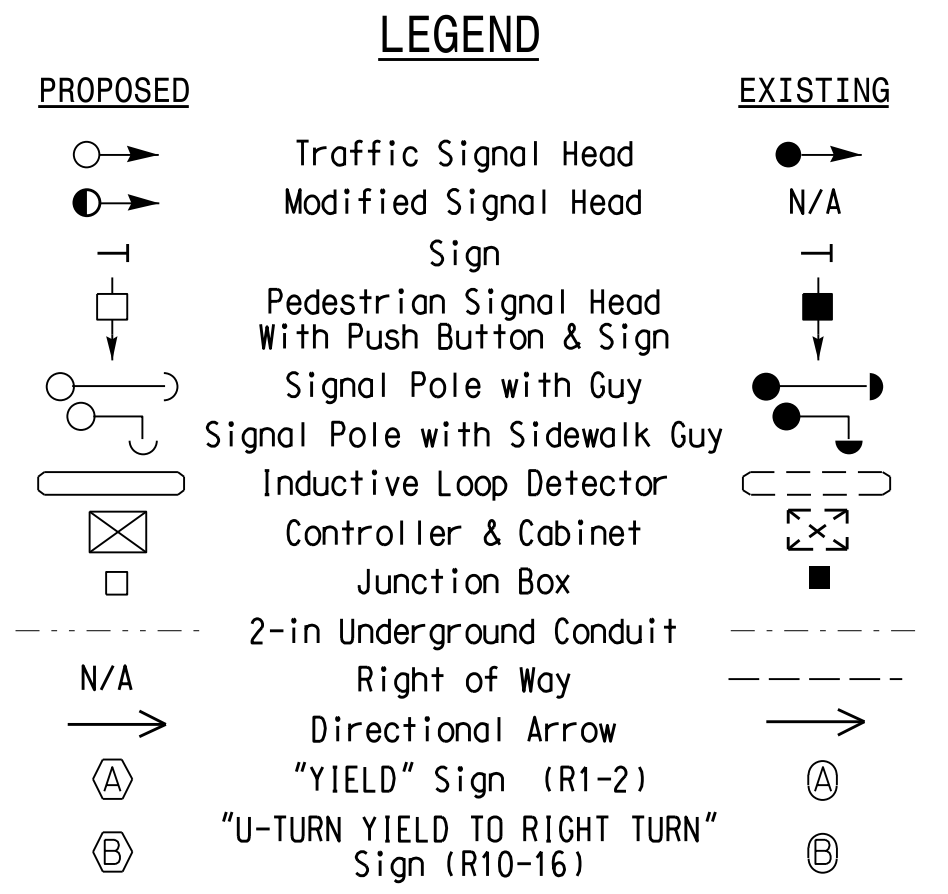 LEGEND
PROPOSED EXISTING
Traffic Signal Head
Modified Signal Head N/A
Sign
Pedestrian Signal Head
With Push Button & Sign
Signal Pole with Guy
Signal Pole with Sidewalk Guy
Inductive Loop Detector
Controller & Cabinet
Junction Box
2-in Underground Conduit
N/A Right of Way
Directional Arrow
A "YIELD" Sign (R1-2) A
"U-TURN YIELD TO RIGHT TURN"
B Sign (R10-16) B